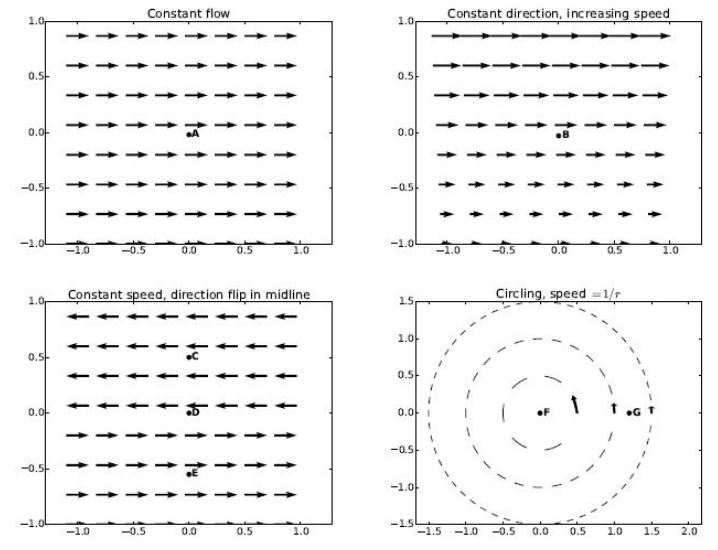 Constant flow
1.0
0.5
0.0
−0.5
−1.0
A
−1.0 −0.5 0.0 0.5 1.0
Constant direction, increasing speed
1.0
0.5
0.0
−0.5
−1.0
B
−1.0 −0.5 0.0 0.5 1.0
Constant speed, direction flip in midline
1.0
0.5
0.0
−0.5
−1.0
C
D
E
−1.0 −0.5 0.0 0.5 1.0
Circling, speed =1/r
1.5
1.0
0.5
0.0
−0.5
−1.0
−1.5
F
G
−1.5 −1.0 −0.5 0.0 0.5 1.0 1.5 2.0